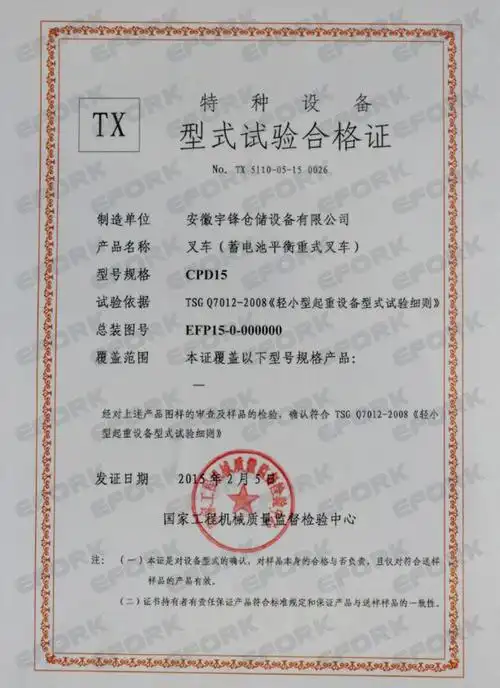 特种设备
TX
型式试验合格证
No. TX 5110-05-15 0026
制造单位 安徽宇锋仓储设备有限公司
产品名称 叉车（蓄电池平衡重式叉车）
型号规格 CPD15
试验依据 TSG Q7012-2008《轻小型起重设备型式试验细则》
总装图号 EFP15-0-000000
覆盖范围 本证覆盖以下型号规格产品：
—
经对上述产品图样的审查及样品的检验，确认符合 TSG Q7012-2008《轻小
型起重设备型式试验细则》
发证日期 2015年2月5日
国家工程机械质量监督检验中心
注：（一）本证是对设备型式的确认，对样品本身的合格与否负责，且仅对符合送样
样品的产品有效。
（二）证书持有者有责任保证产品符合标准规定和保证产品与送样样品的一致性。
EFORK